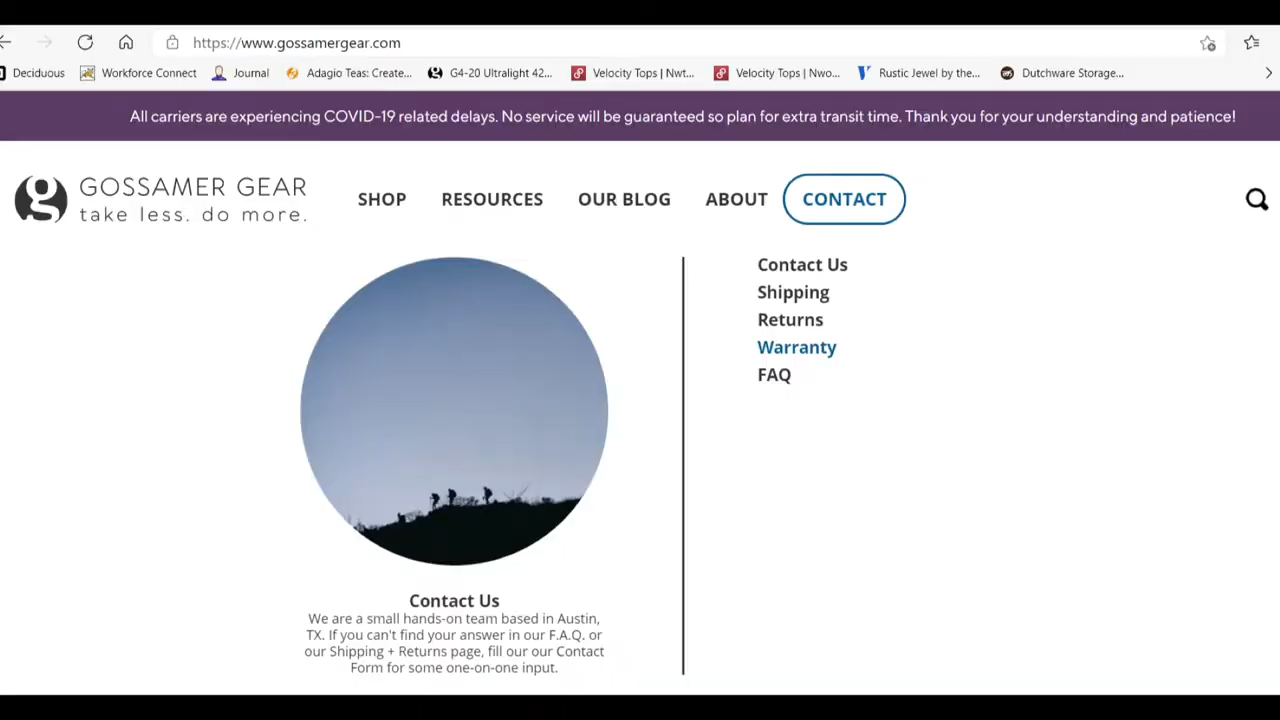 https://www.gossamergear.com
Deciduous Workforce Connect Journal Adagio Teas: Create... G4-20 Ultralight 42... Velocity Tops | Nwt... Velocity Tops | Nwo... Rustic Jewel by the... Dutchware Storage...
All carriers are experiencing COVID-19 related delays. No service will be guaranteed so plan for extra transit time. Thank you for your understanding and patience!
g GOSSAMER GEAR
take less. do more.
SHOP RESOURCES OUR BLOG ABOUT CONTACT
Contact Us
Shipping
Returns
Warranty
FAQ
Contact Us
We are a small hands-on team based in Austin,
TX. If you can't find your answer in our F.A.Q. or
our Shipping + Returns page, fill our our Contact
Form for some one-on-one input.